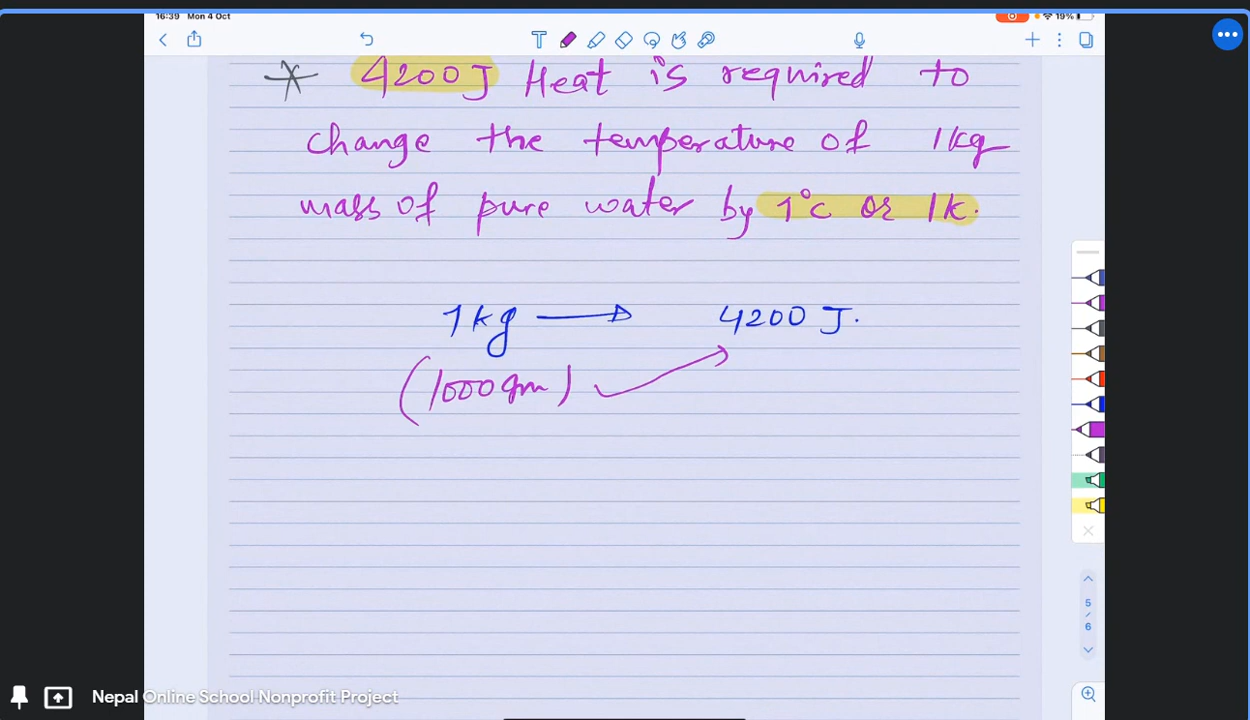 16:39 Mon 4 Oct
19%
* 4200J Heat is required to
change the temperature of 1kg
mass of pure water by 1°c or 1k.
1kg → 4200 J.
(1000gm)
5
/
6
Nepal Online School Nonprofit Project